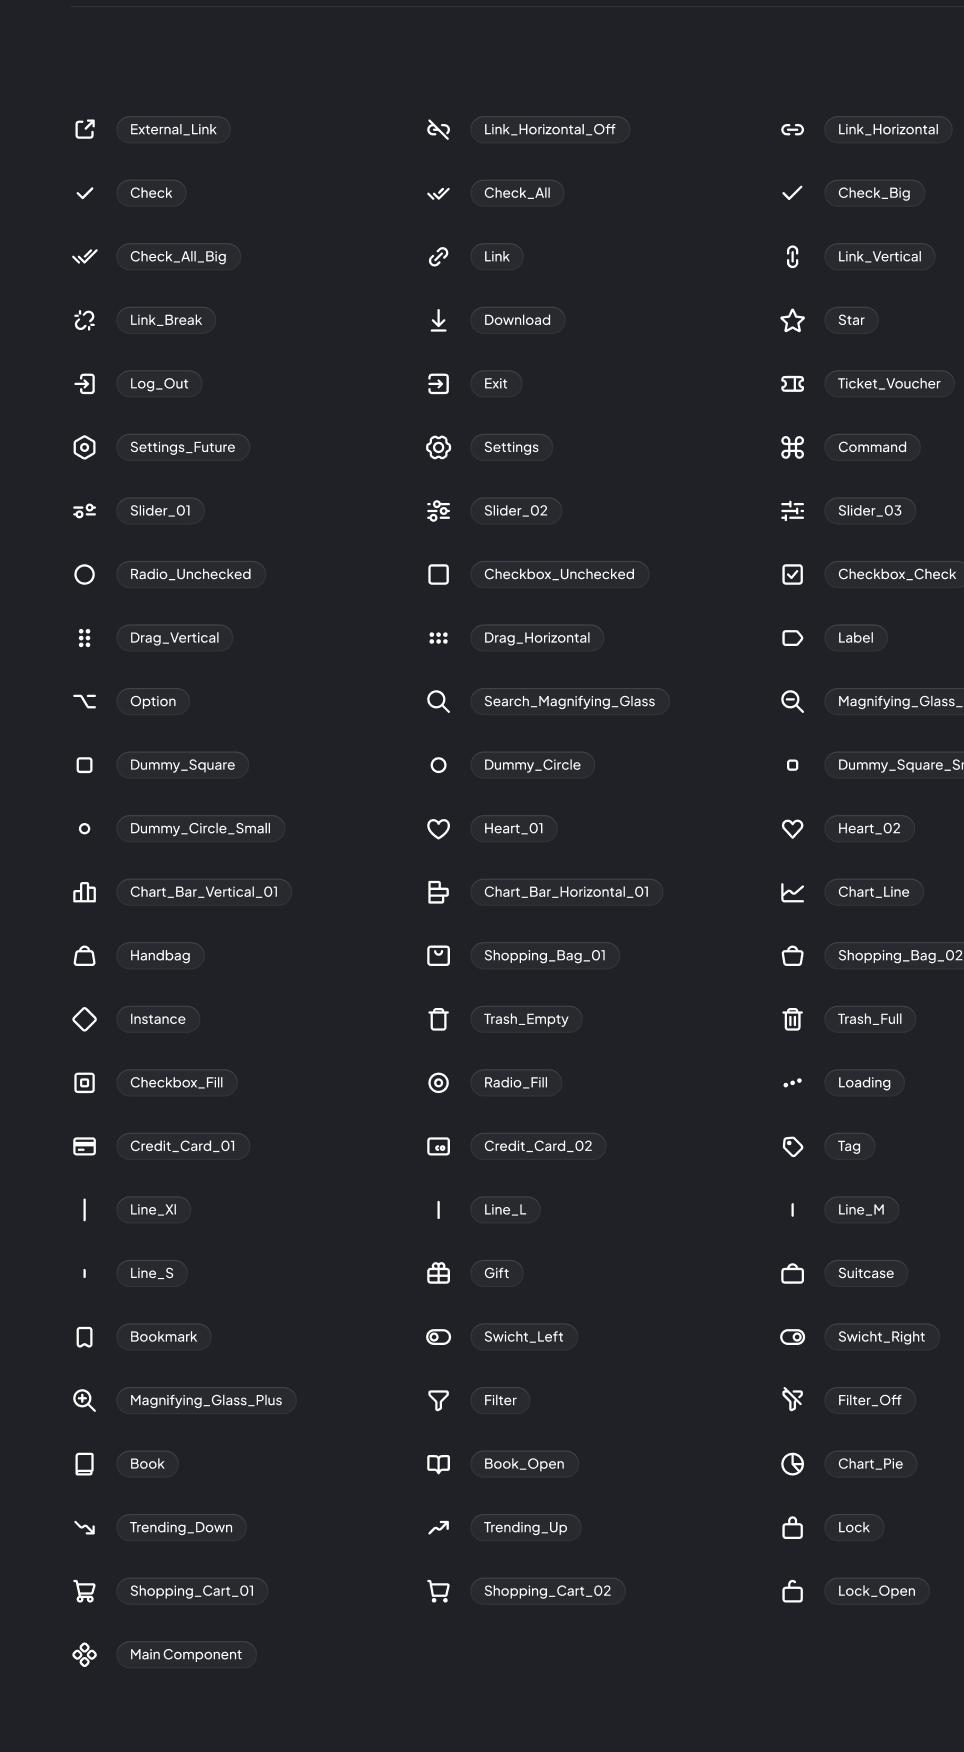 External_Link
Link_Horizontal_Off
Link_Horizontal
Check
Check_All
Check_Big
Check_All_Big
Link
Link_Vertical
Link_Break
Download
Star
Log_Out
Exit
Ticket_Voucher
Settings_Future
Settings
Command
Slider_01
Slider_02
Slider_03
Radio_Unchecked
Checkbox_Unchecked
Checkbox_Check
Drag_Vertical
Drag_Horizontal
Label
Option
Search_Magnifying_Glass
Magnifying_Glass_
Dummy_Square
Dummy_Circle
Dummy_Square_S
Dummy_Circle_Small
Heart_01
Heart_02
Chart_Bar_Vertical_01
Chart_Bar_Horizontal_01
Chart_Line
Handbag
Shopping_Bag_01
Shopping_Bag_02
Instance
Trash_Empty
Trash_Full
Checkbox_Fill
Radio_Fill
Loading
Credit_Card_01
Credit_Card_02
Tag
Line_Xl
Line_L
Line_M
Line_S
Gift
Suitcase
Bookmark
Swicht_Left
Swicht_Right
Magnifying_Glass_Plus
Filter
Filter_Off
Book
Book_Open
Chart_Pie
Trending_Down
Trending_Up
Lock
Shopping_Cart_01
Shopping_Cart_02
Lock_Open
Main Component